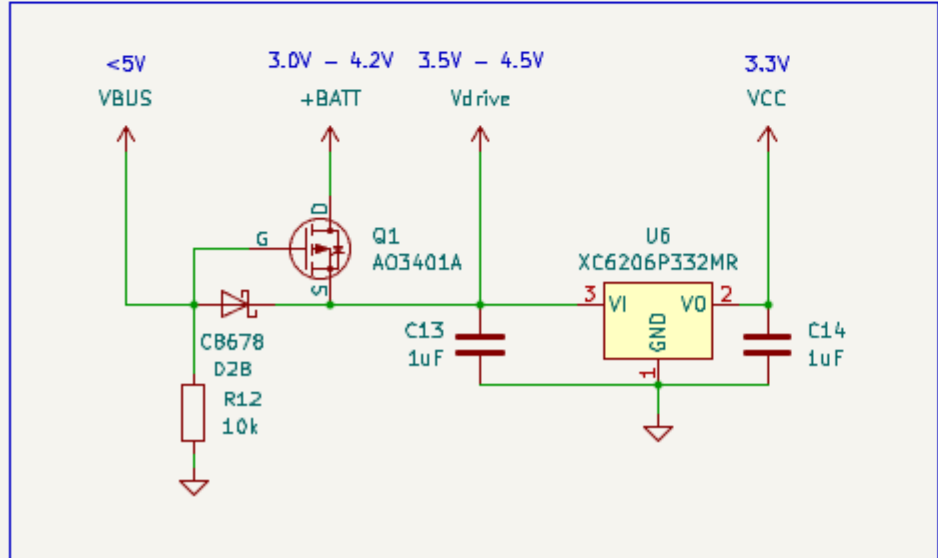 <5V
3.0V - 4.2V
3.5V - 4.5V
3.3V
VBUS
+BATT
Vdrive
VCC
D
G
S
Q1
AO3401A
U6
XC6206P332MR
3
VI
VO
2
GND
1
C13
1uF
C14
1uF
C8678
D2B
R12
10k